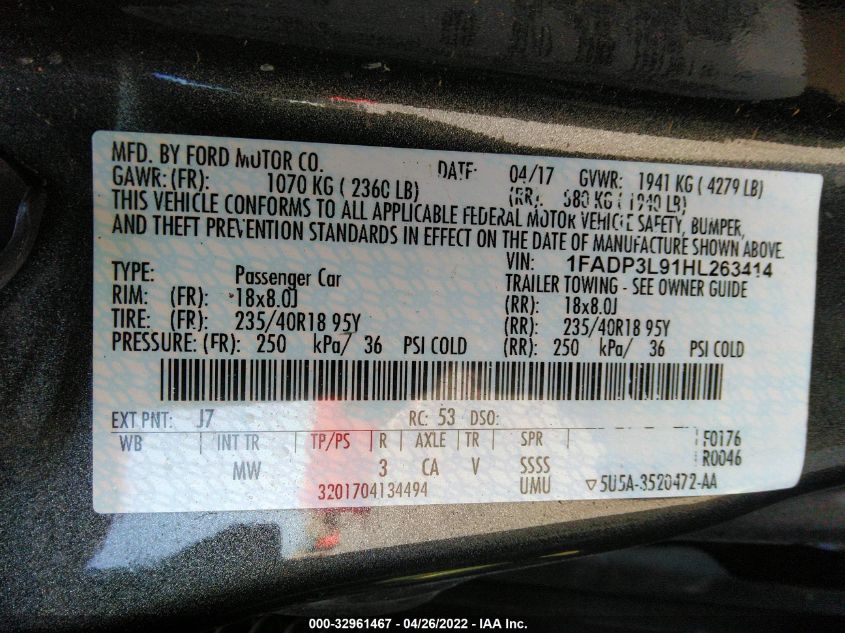 MFD. BY FORD MOTOR CO. DATE: 04/17 GVWR: 1941 KG ( 4279 LB)
GAWR: (FR): 1070 KG ( 2360 LB) (RR): 880 KG ( 1940 LB)
THIS VEHICLE CONFORMS TO ALL APPLICABLE FEDERAL MOTOR VEHICLE SAFETY, BUMPER,
AND THEFT PREVENTION STANDARDS IN EFFECT ON THE DATE OF MANUFACTURE SHOWN ABOVE.
VIN: 1FADP3L91HL263414
TYPE: Passenger Car TRAILER TOWING - SEE OWNER GUIDE
RIM: (FR): 18x8.0J (RR): 18x8.0J
TIRE: (FR): 235/40R18 95Y (RR): 235/40R18 95Y
PRESSURE: (FR): 250 kPa/ 36 PSI COLD (RR): 250 kPa/ 36 PSI COLD
EXT PNT: J7 RC: 53 DSO:
WB INT TR TP/PS R AXLE TR SPR F0176
MW 3 CA V SSSS R0046
3201704134494 UMU ▽5U5A-3520472-AA
000-32961467 - 04/26/2022 - IAA Inc.